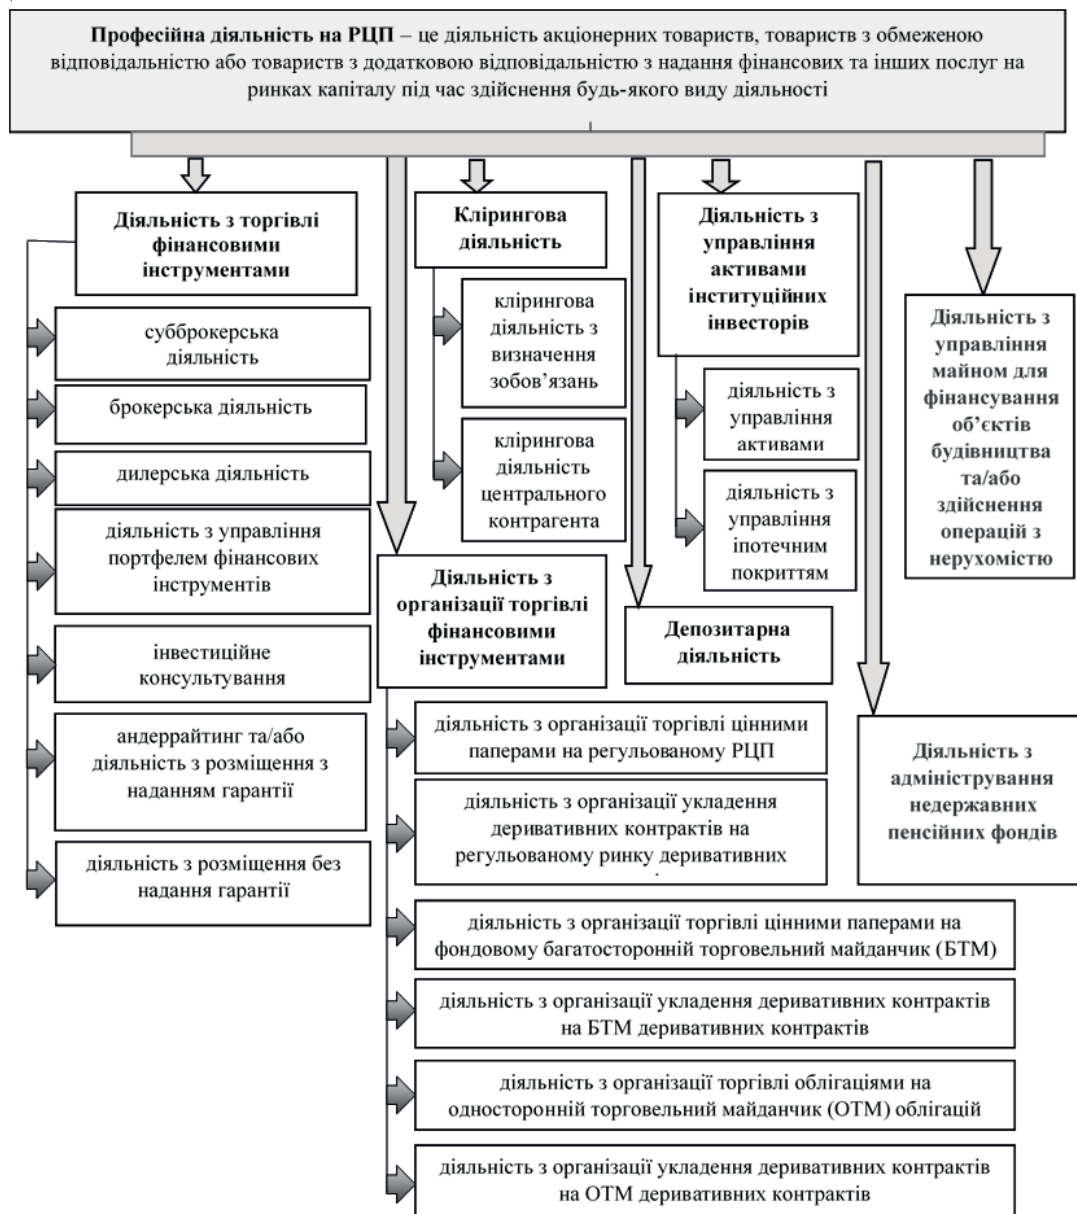 Професійна діяльність на РЦП – це діяльність акціонерних товариств, товариств з обмеженою
відповідальністю або товариств з додатковою відповідальністю з надання фінансових та інших послуг на
ринках капіталу під час здійснення будь-якого виду діяльності
Діяльність з торгівлі
фінансовими
інструментами
субброкерська
діяльність
брокерська діяльність
дилерська діяльність
діяльність з управління
портфелем фінансових
інструментів
інвестиційне
консультування
андеррайтинг та/або
діяльність з розміщення з
наданням гарантії
діяльність з розміщення без
надання гарантії
Клірингова
діяльність
клірингова
діяльність з
визначення
зобов’язань
клірингова
діяльність
центрального
контрагента
Діяльність з
організації торгівлі
фінансовими
інструментами
діяльність з організації торгівлі цінними
паперами на регульованому РЦП
діяльність з організації укладення
деривативних контрактів на
регульованому ринку деривативних
діяльність з організації торгівлі цінними паперами на
фондовому багатосторонній торговельний майданчик (БТМ)
діяльність з організації укладення деривативних контрактів
на БТМ деривативних контрактів
діяльність з організації торгівлі облігаціями на
односторонній торговельний майданчик (ОТМ) облігацій
діяльність з організації укладення деривативних контрактів
на ОТМ деривативних контрактів
Діяльність з
управління
активами
інституційних
інвесторів
діяльність з
управління
активами
діяльність з
управління
іпотечним
покриттям
Депозитарна
діяльність
Діяльність з
управління
майном для
фінансування
об’єктів
будівництва
та/або
здійснення
операцій з
нерухомістю
Діяльність з
адміністрування
недержавних
пенсійних фондів